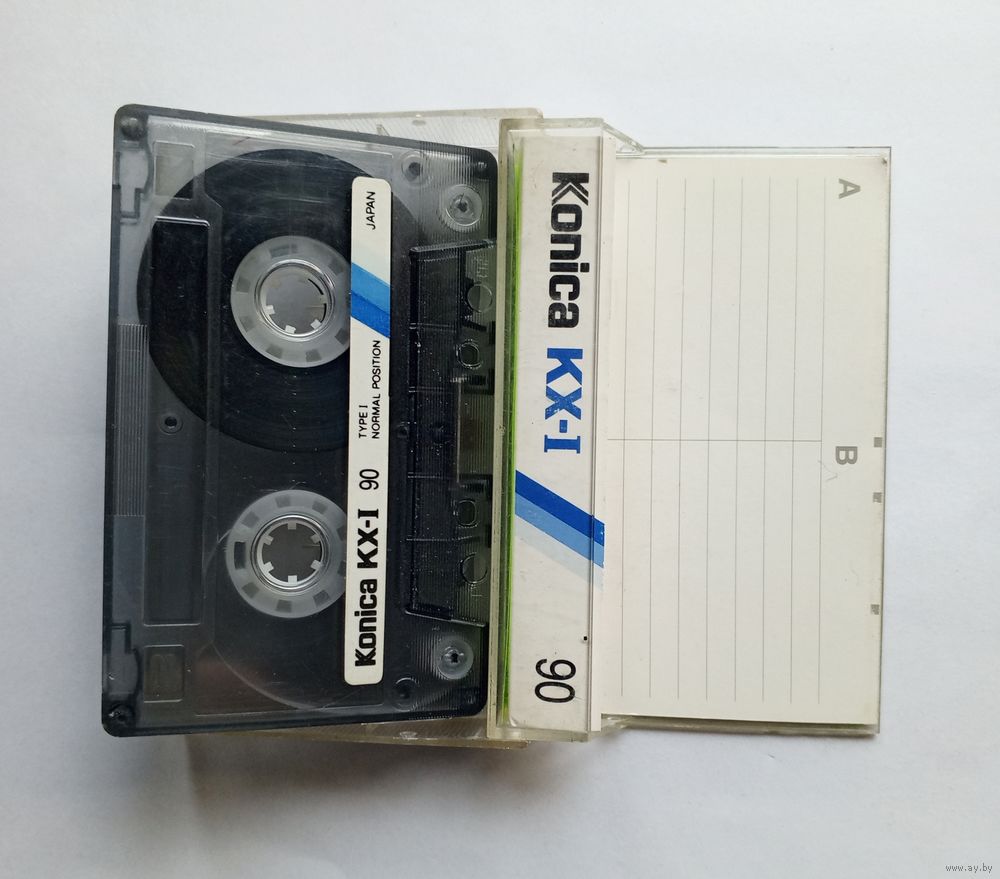 Konica KX-I 90
TYPE I
NORMAL POSITION
JAPAN
Konica KX-I
90
A
B
www.ay.by